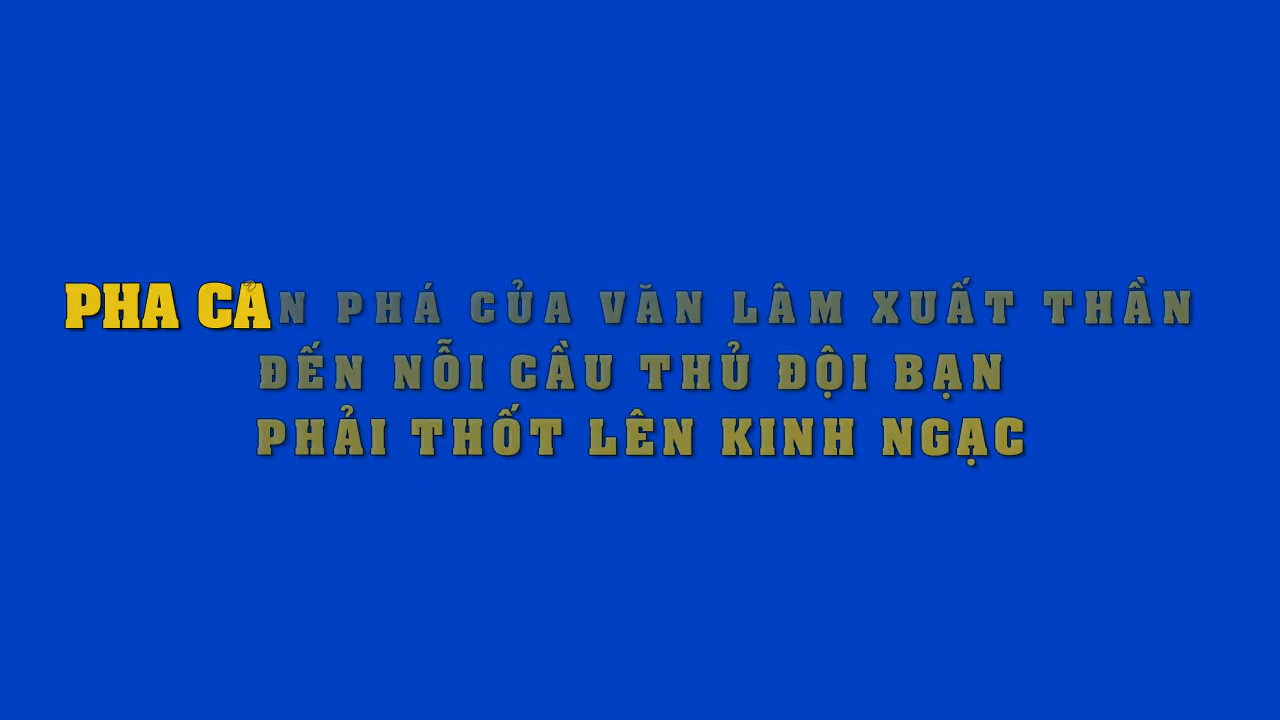 PHA CẢN PHÁ CỦA VĂN LÂM XUẤT THẦN
ĐẾN NỖI CẦU THỦ ĐỘI BẠN
PHẢI THỐT LÊN KINH NGẠC